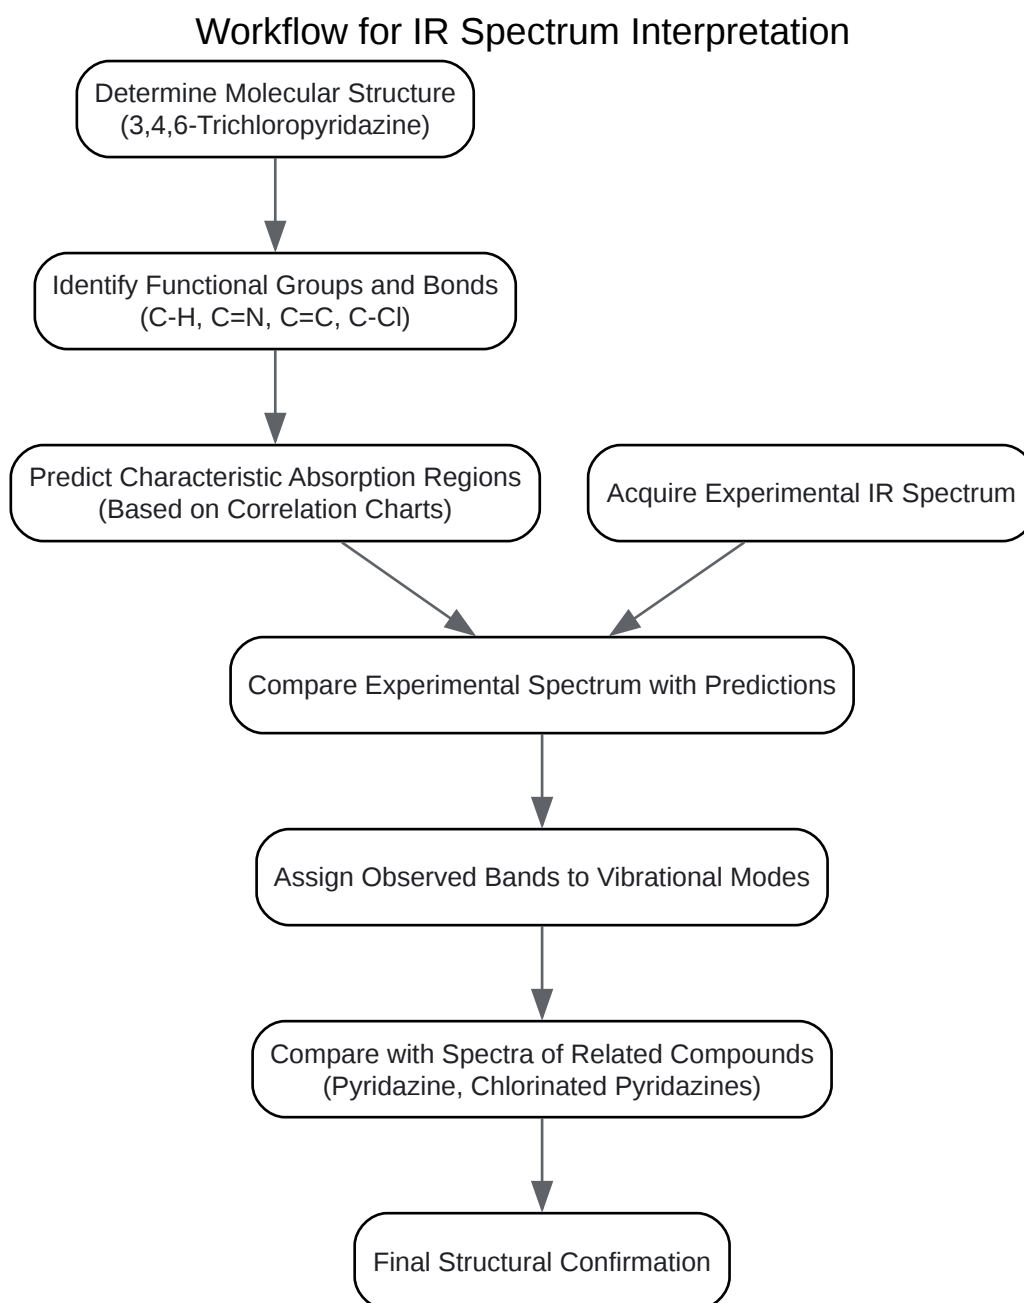 Workflow for IR Spectrum Interpretation
Determine Molecular Structure
(3,4,6-Trichloropyridazine)
Identify Functional Groups and Bonds
(C-H, C=N, C=C, C-Cl)
Predict Characteristic Absorption Regions
(Based on Correlation Charts)
Acquire Experimental IR Spectrum
Compare Experimental Spectrum with Predictions
Assign Observed Bands to Vibrational Modes
Compare with Spectra of Related Compounds
(Pyridazine, Chlorinated Pyridazines)
Final Structural Confirmation